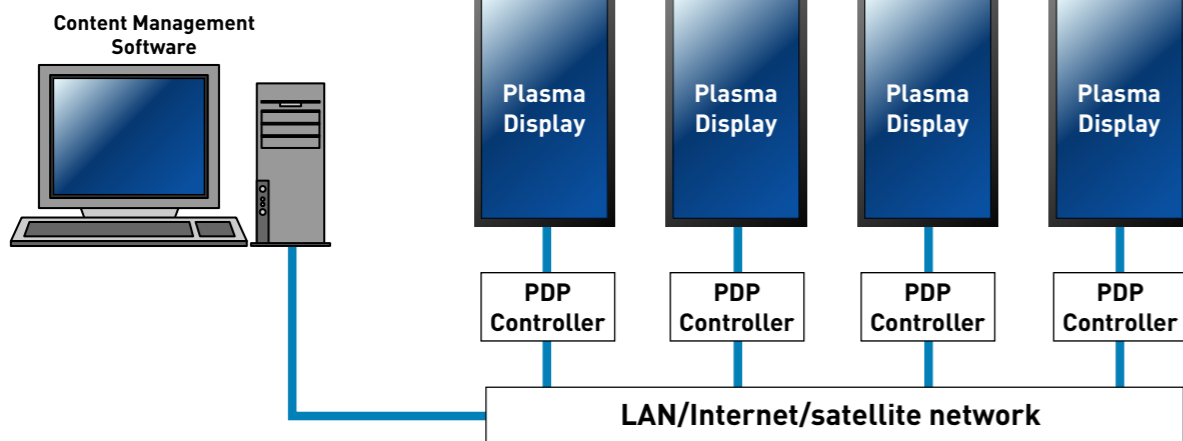 Content Management
Software
Plasma
Display
Plasma
Display
Plasma
Display
Plasma
Display
PDP
Controller
PDP
Controller
PDP
Controller
PDP
Controller
LAN/Internet/satellite network